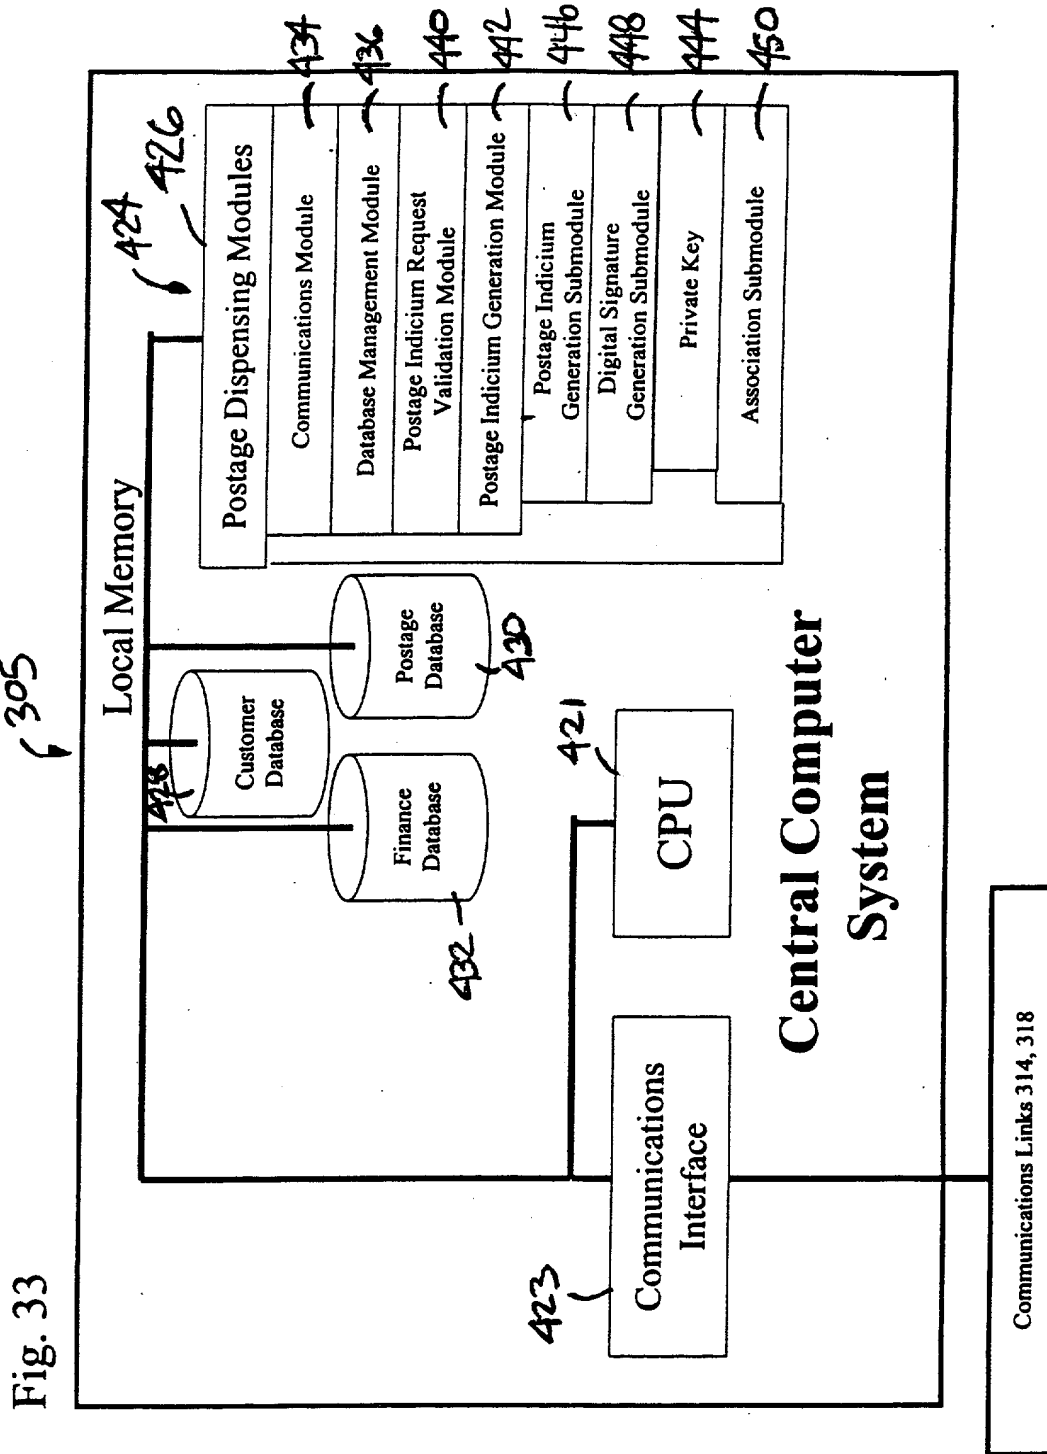 Fig. 33
305
Local Memory
424
426
428
Customer
Database
Finance
Database
432
Postage
Database
430
Postage Dispensing Modules
Communications Module
434
Database Management Module
436
Postage Indicium Request
Validation Module
440
Postage Indicium Generation Module
442
Postage Indicium
Generation Submodule
446
Digital Signature
Generation Submodule
448
Private Key
444
Association Submodule
450
423
Communications
Interface
421
CPU
Central Computer
System
Communications Links 314, 318